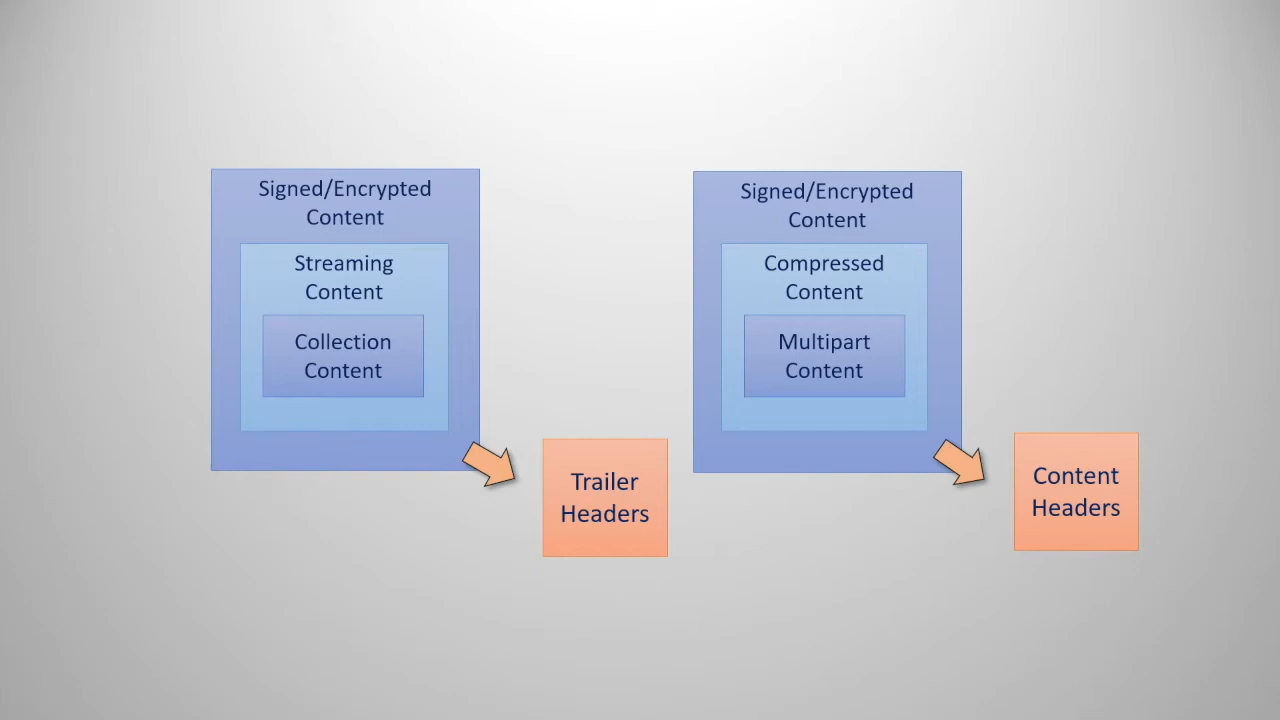 Signed/Encrypted
Content
Streaming
Content
Collection
Content
Trailer
Headers
Signed/Encrypted
Content
Compressed
Content
Multipart
Content
Content
Headers